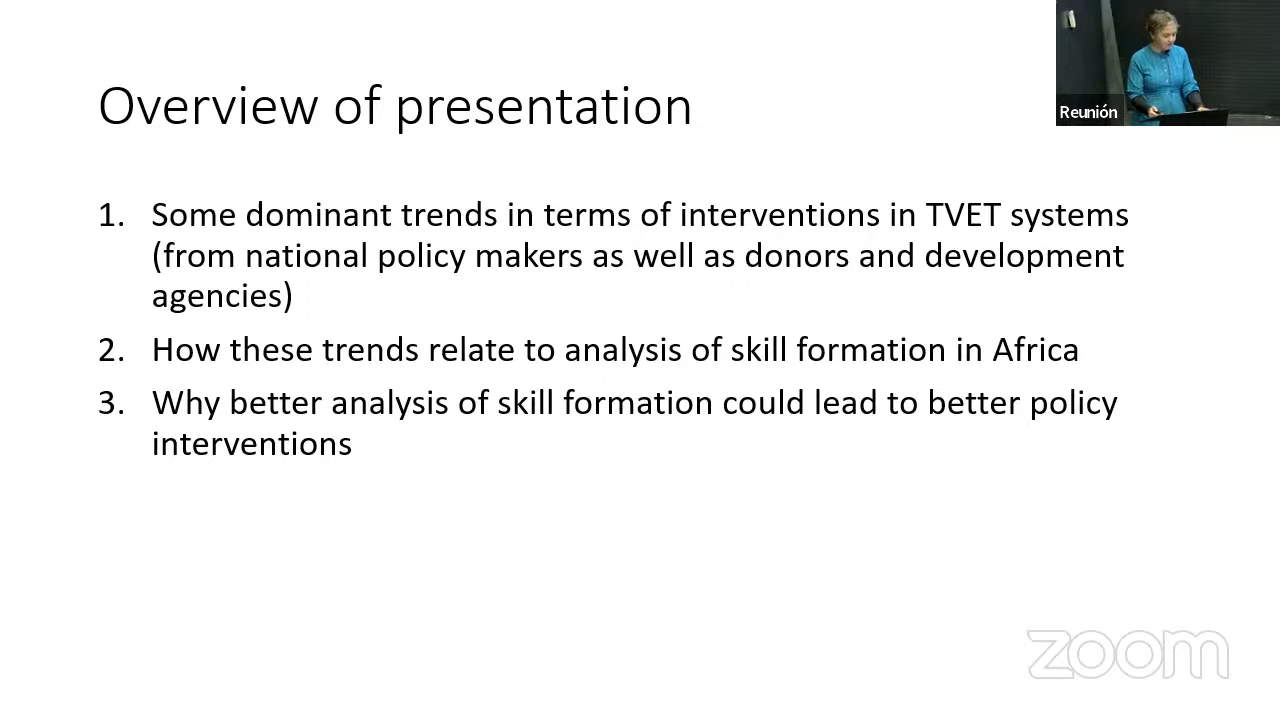 Overview of presentation
Reunión
1. Some dominant trends in terms of interventions in TVET systems
(from national policy makers as well as donors and development
agencies)
2. How these trends relate to analysis of skill formation in Africa
3. Why better analysis of skill formation could lead to better policy
interventions
zoom